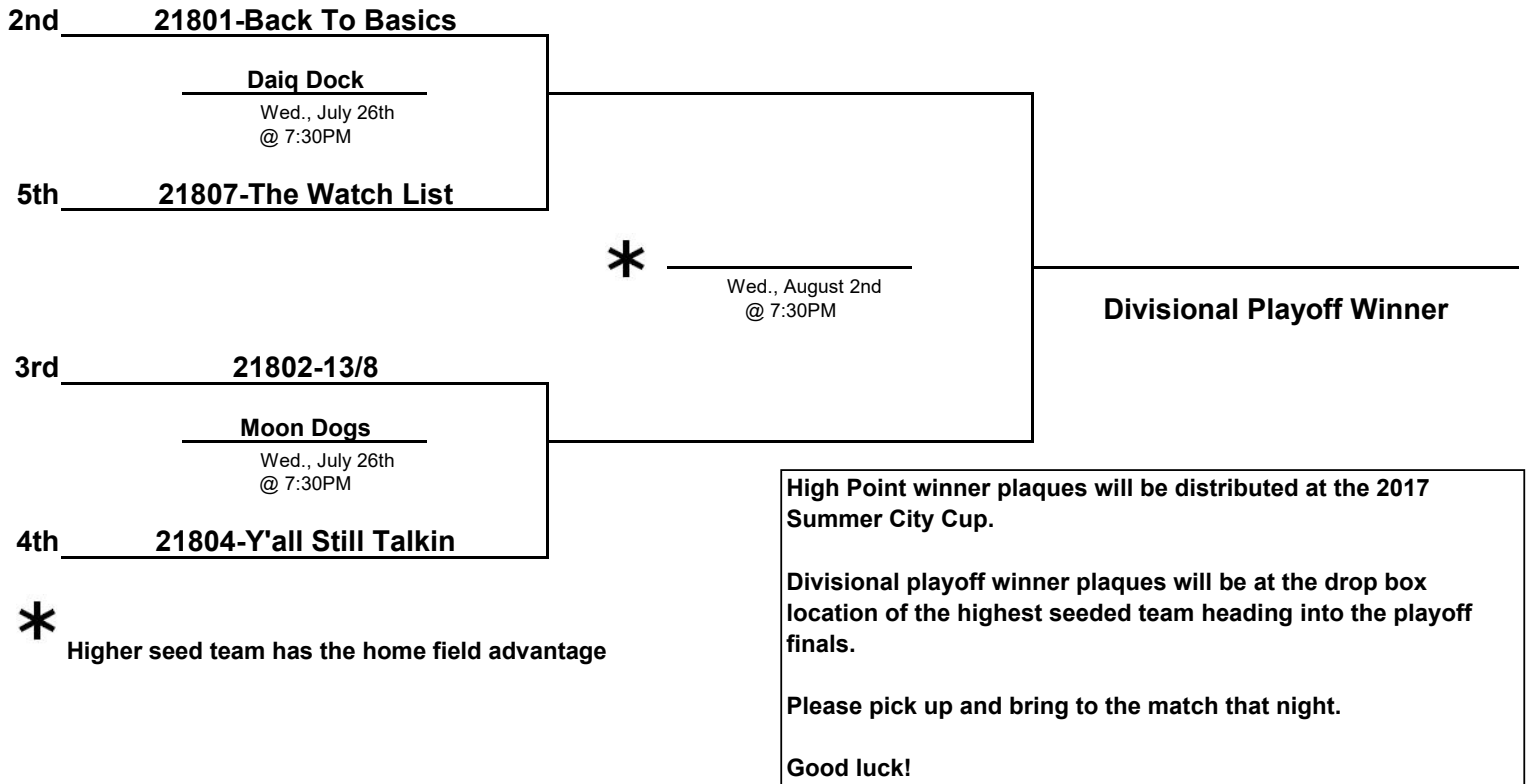 2nd 21801-Back To Basics
Daiq Dock
Wed., July 26th
@ 7:30PM
5th 21807-The Watch List
*
Wed., August 2nd
@ 7:30PM
Divisional Playoff Winner
3rd 21802-13/8
Moon Dogs
Wed., July 26th
@ 7:30PM
4th 21804-Y'all Still Talkin
* Higher seed team has the home field advantage
High Point winner plaques will be distributed at the 2017
Summer City Cup.
Divisional playoff winner plaques will be at the drop box
location of the highest seeded team heading into the playoff
finals.
Please pick up and bring to the match that night.
Good luck!